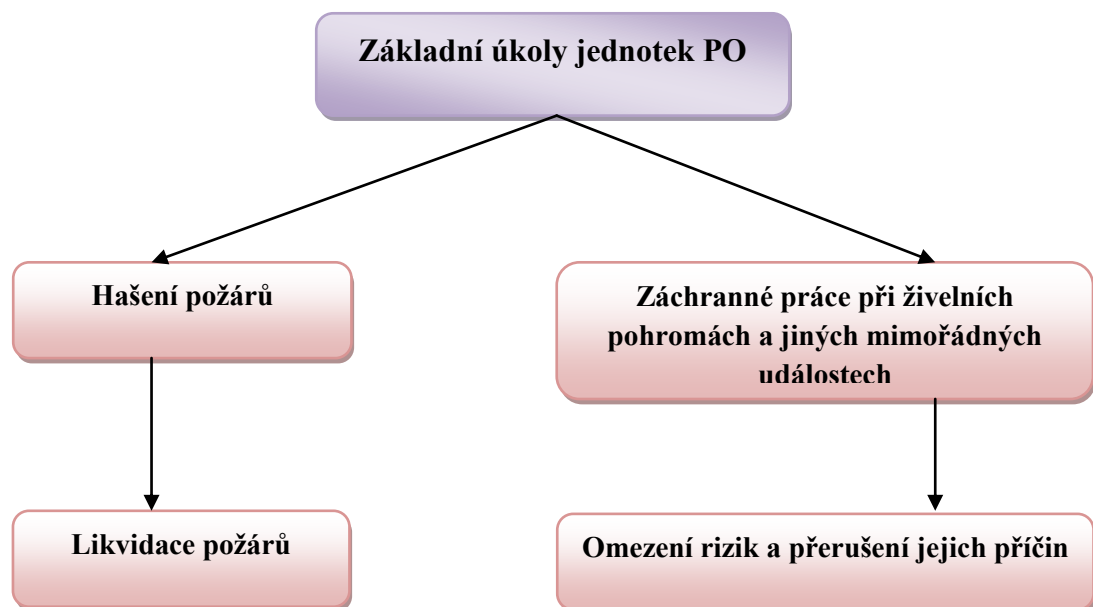 Základní úkoly jednotek PO
Hašení požárů
Záchranné práce při živelních
pohromách a jiných mimořádných
událostech
Likvidace požárů
Omezení rizik a přerušení jejich příčin